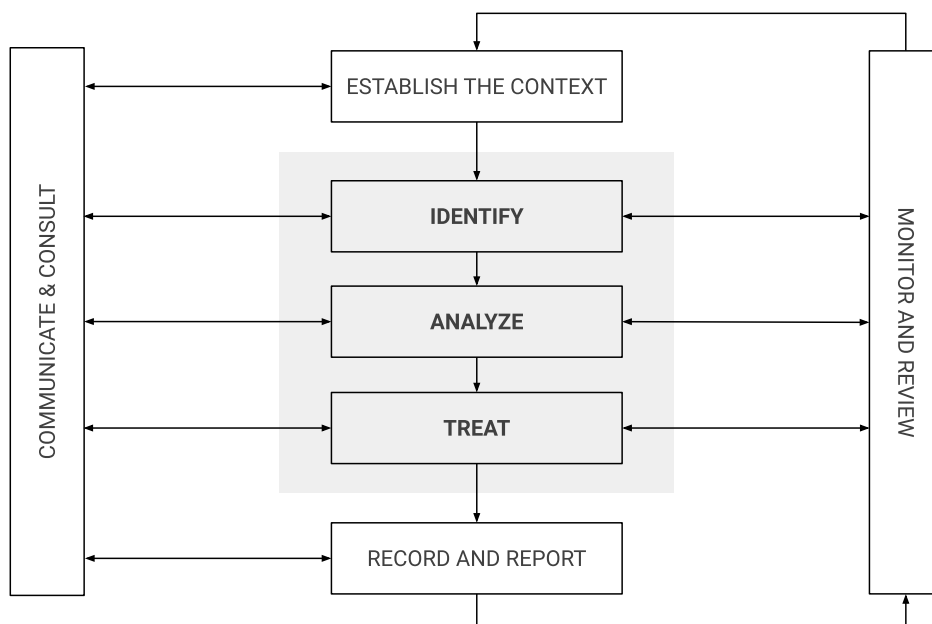 ESTABLISH THE CONTEXT
COMMUNICATE & CONSULT
IDENTIFY
ANALYZE
TREAT
MONITOR AND REVIEW
RECORD AND REPORT